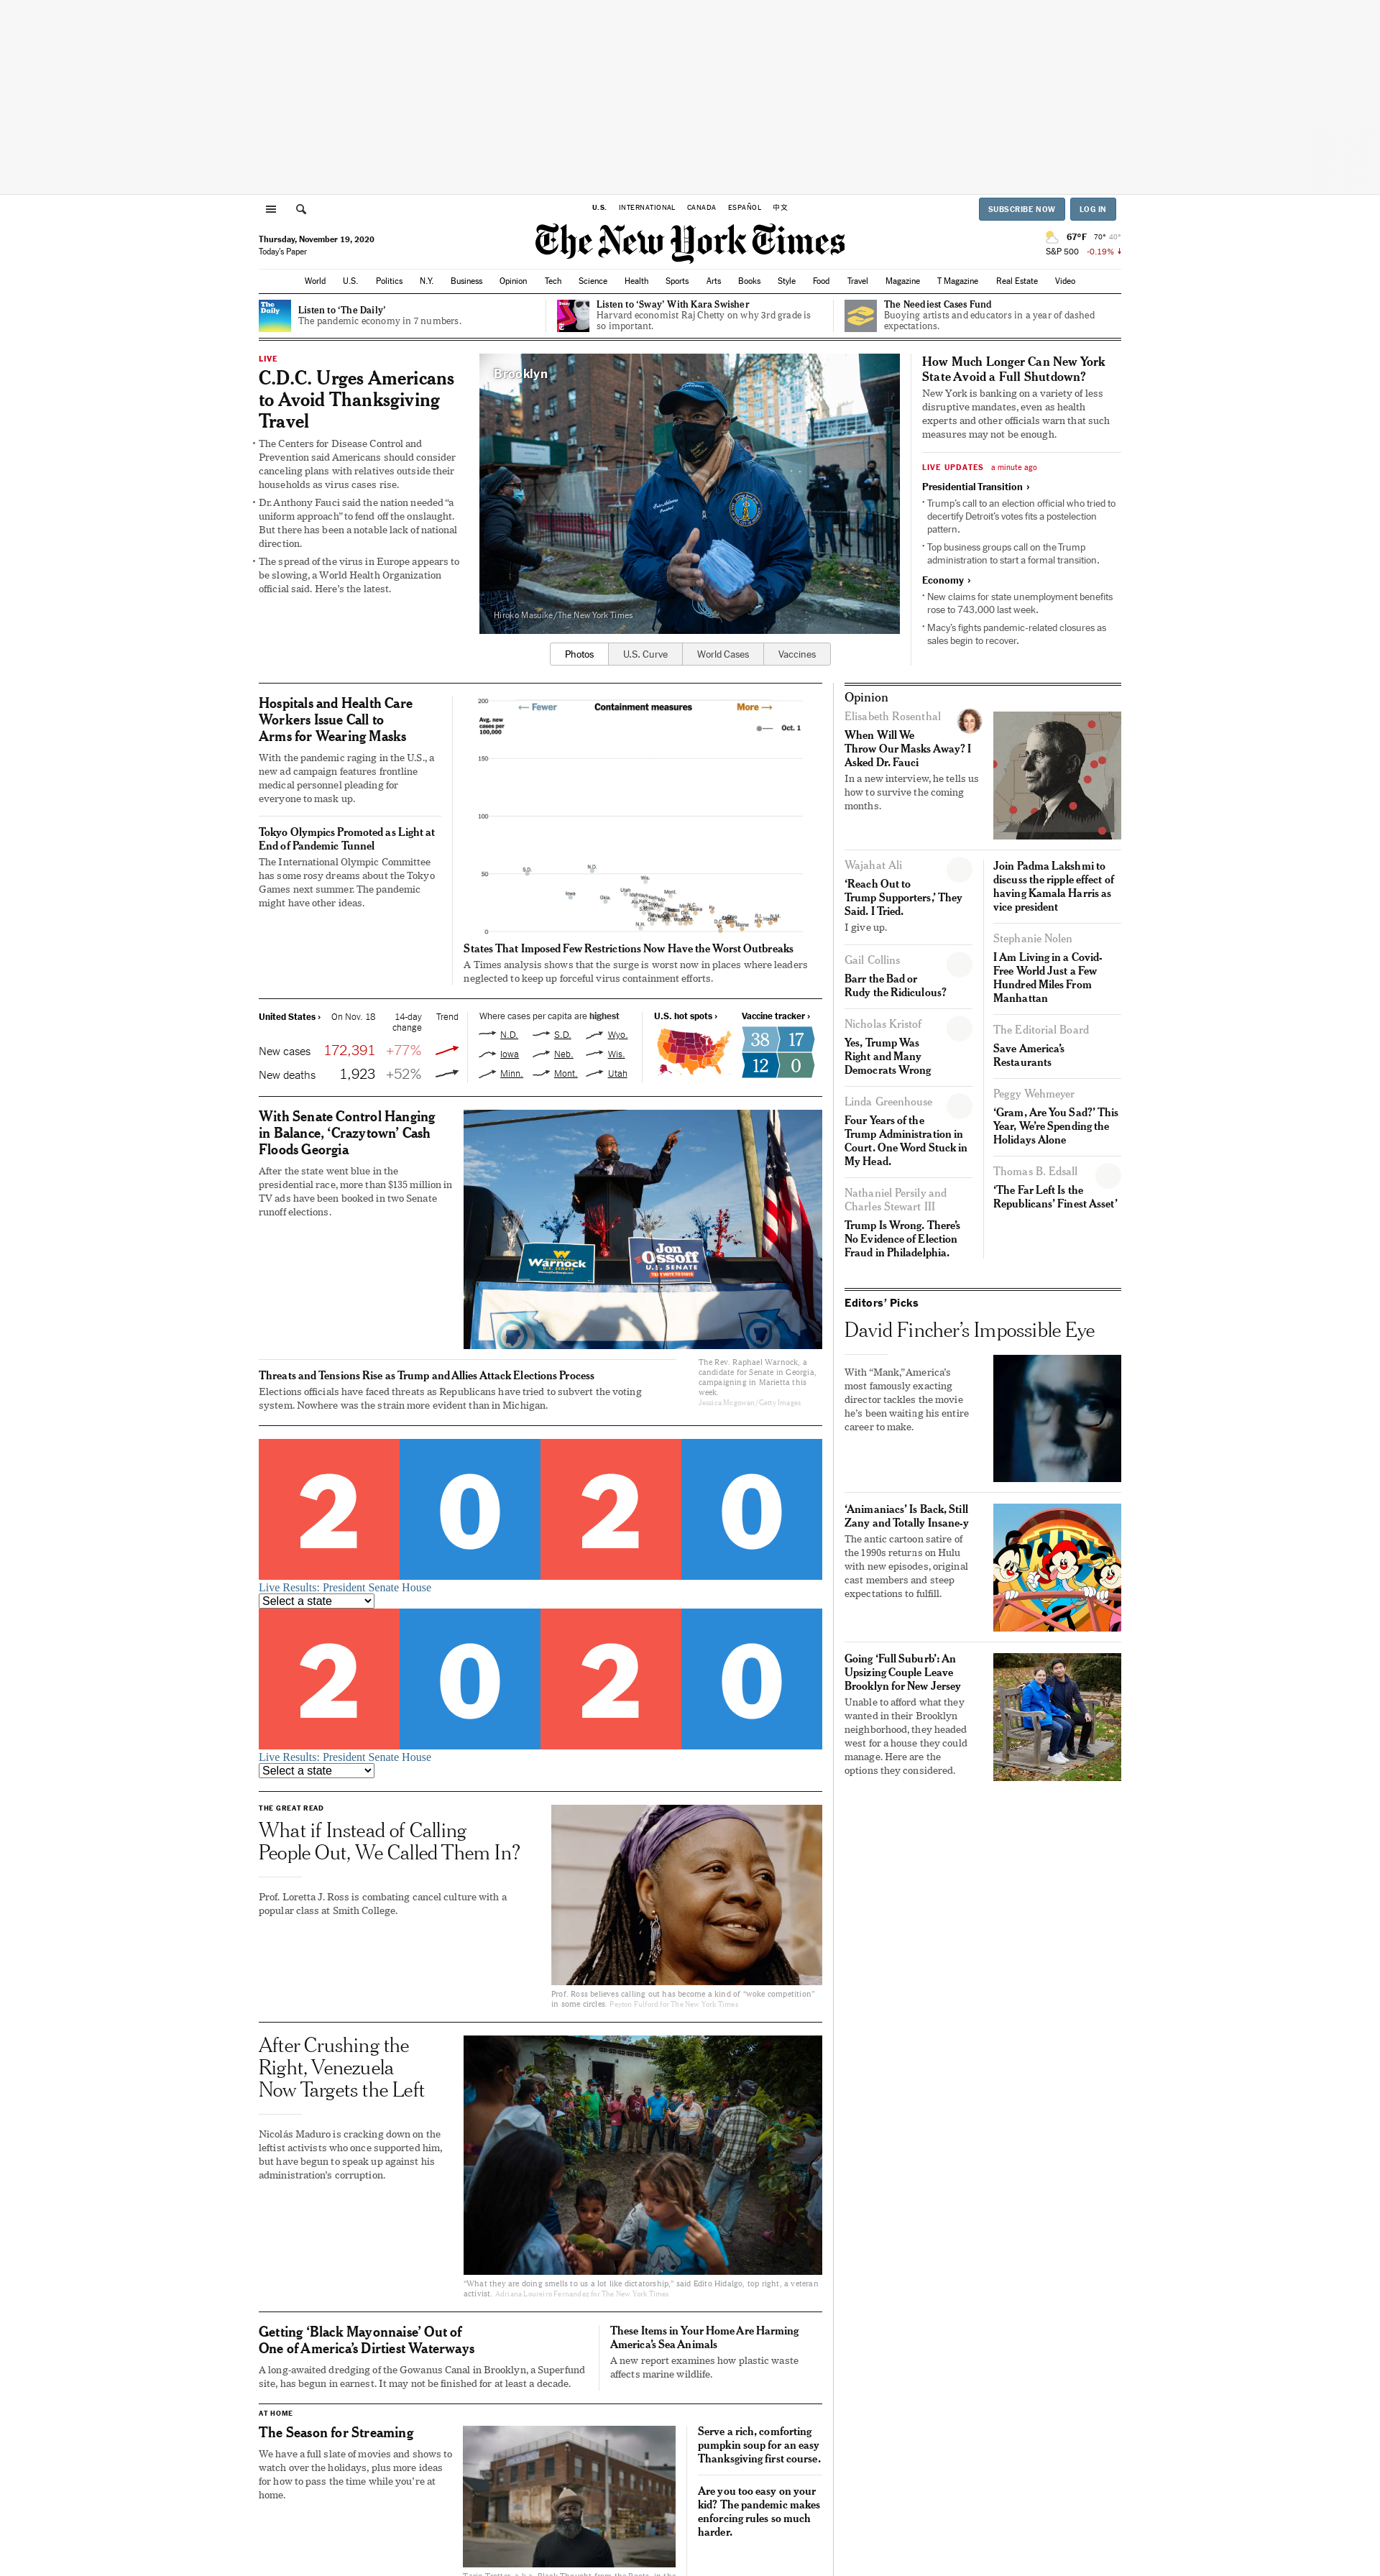 U.S.
INTERNATIONAL
CANADA
ESPAÑOL
中文
SUBSCRIBE NOW
LOG IN
Thursday, November 19, 2020
Today's Paper
The New York Times
67°F 70° 40°
S&P 500 -0.19% ↓
World U.S. Politics N.Y. Business Opinion Tech Science Health Sports Arts Books Style Food Travel Magazine T Magazine Real Estate Video
The
Daily
Listen to ‘The Daily’
The pandemic economy in 7 numbers.
Listen to ‘Sway’ With Kara Swisher
Harvard economist Raj Chetty on why 3rd grade is
so important.
The Neediest Cases Fund
Buoying artists and educators in a year of dashed
expectations.
LIVE
C.D.C. Urges Americans
to Avoid Thanksgiving
Travel
• The Centers for Disease Control and
Prevention said Americans should consider
canceling plans with relatives outside their
households as virus cases rise.
• Dr. Anthony Fauci said the nation needed “a
uniform approach” to fend off the onslaught.
But there has been a notable lack of national
direction.
• The spread of the virus in Europe appears to
be slowing, a World Health Organization
official said. Here’s the latest.
Brooklyn
Hiroko Masuike/The New York Times
Photos
U.S. Curve
World Cases
Vaccines
How Much Longer Can New York
State Avoid a Full Shutdown?
New York is banking on a variety of less
disruptive mandates, even as health
experts and other officials warn that such
measures may not be enough.
LIVE UPDATES a minute ago
Presidential Transition ›
• Trump’s call to an election official who tried to
decertify Detroit’s votes fits a postelection
pattern.
• Top business groups call on the Trump
administration to start a formal transition.
Economy ›
• New claims for state unemployment benefits
rose to 743,000 last week.
• Macy’s fights pandemic-related closures as
sales begin to recover.
Hospitals and Health Care
Workers Issue Call to
Arms for Wearing Masks
With the pandemic raging in the U.S., a
new ad campaign features frontline
medical personnel pleading for
everyone to mask up.
Tokyo Olympics Promoted as Light at
End of Pandemic Tunnel
The International Olympic Committee
has some rosy dreams about the Tokyo
Games next summer. The pandemic
might have other ideas.
200
← Fewer
Containment measures
More →
Avg. new
cases per
100,000
Oct. 1
150
100
50
S.D.
N.D.
Wis.
Iowa
Utah
Mont.
Okla.
Maine
N.H.
N.M.
0
States That Imposed Few Restrictions Now Have the Worst Outbreaks
A Times analysis shows that the surge is worst now in places where leaders
neglected to keep up forceful virus containment efforts.
United States › On Nov. 18 14-day
change Trend
New cases 172,391 +77%
New deaths 1,923 +52%
Where cases per capita are highest
N.D. S.D. Wyo.
Iowa Neb. Wis.
Minn. Mont. Utah
U.S. hot spots ›
Vaccine tracker ›
38 17
12 0
With Senate Control Hanging
in Balance, ‘Crazytown’ Cash
Floods Georgia
After the state went blue in the
presidential race, more than $135 million in
TV ads have been booked in two Senate
runoff elections.
Warnock
U.S. SENATE
Jon
Ossoff
U.S. SENATE
The Rev. Raphael Warnock, a
candidate for Senate in Georgia,
campaigning in Marietta this
week.
Jessica Mcgowan/Getty Images
Threats and Tensions Rise as Trump and Allies Attack Elections Process
Elections officials have faced threats as Republicans have tried to subvert the voting
system. Nowhere was the strain more evident than in Michigan.
2020
Live Results: President Senate House
Select a state
2020
Live Results: President Senate House
Select a state
THE GREAT READ
What if Instead of Calling
People Out, We Called Them In?
Prof. Loretta J. Ross is combating cancel culture with a
popular class at Smith College.
Prof. Ross believes calling out has become a kind of “woke competition”
in some circles. Peyton Fulford for The New York Times
After Crushing the
Right, Venezuela
Now Targets the Left
Nicolás Maduro is cracking down on the
leftist activists who once supported him,
but have begun to speak up against his
administration’s corruption.
“What they are doing smells to us a lot like dictatorship,” said Edito Hidalgo, top right, a veteran
activist. Adriana Loureiro Fernandez for The New York Times
Getting ‘Black Mayonnaise’ Out of
One of America’s Dirtiest Waterways
A long-awaited dredging of the Gowanus Canal in Brooklyn, a Superfund
site, has begun in earnest. It may not be finished for at least a decade.
These Items in Your Home Are Harming
America’s Sea Animals
A new report examines how plastic waste
affects marine wildlife.
AT HOME
The Season for Streaming
We have a full slate of movies and shows to
watch over the holidays, plus more ideas
for how to pass the time while you’re at
home.
Serve a rich, comforting
pumpkin soup for an easy
Thanksgiving first course.
Are you too easy on your
kid? The pandemic makes
enforcing rules so much
harder.
Opinion
Elisabeth Rosenthal
When Will We
Throw Our Masks Away? I
Asked Dr. Fauci
In a new interview, he tells us
how to survive the coming
months.
Wajahat Ali
‘Reach Out to
Trump Supporters,’ They
Said. I Tried.
I give up.
Gail Collins
Barr the Bad or
Rudy the Ridiculous?
Nicholas Kristof
Yes, Trump Was
Right and Many
Democrats Wrong
Linda Greenhouse
Four Years of the
Trump Administration in
Court. One Word Stuck in
My Head.
Nathaniel Persily and
Charles Stewart III
Trump Is Wrong. There’s
No Evidence of Election
Fraud in Philadelphia.
Join Padma Lakshmi to
discuss the ripple effect of
having Kamala Harris as
vice president
Stephanie Nolen
I Am Living in a Covid-
Free World Just a Few
Hundred Miles From
Manhattan
The Editorial Board
Save America’s
Restaurants
Peggy Wehmeyer
‘Gram, Are You Sad?’ This
Year, We’re Spending the
Holidays Alone
Thomas B. Edsall
‘The Far Left Is the
Republicans’ Finest Asset’
Editors’ Picks
David Fincher’s Impossible Eye
With “Mank,” America’s
most famously exacting
director tackles the movie
he’s been waiting his entire
career to make.
‘Animaniacs’ Is Back, Still
Zany and Totally Insane-y
The antic cartoon satire of
the 1990s returns on Hulu
with new episodes, original
cast members and steep
expectations to fulfill.
Going ‘Full Suburb’: An
Upsizing Couple Leave
Brooklyn for New Jersey
Unable to afford what they
wanted in their Brooklyn
neighborhood, they headed
west for a house they could
manage. Here are the
options they considered.